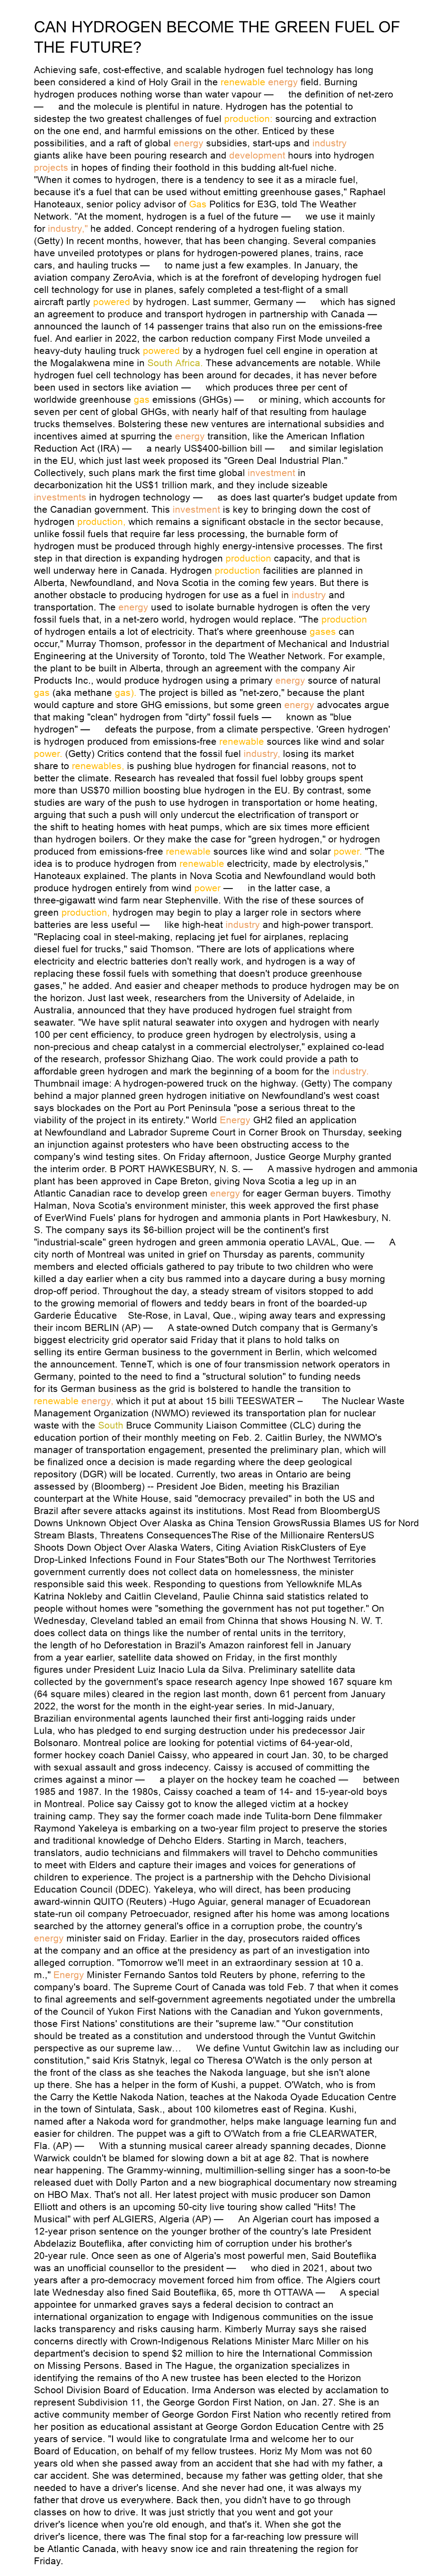 CAN HYDROGEN BECOME THE GREEN FUEL OF
THE FUTURE?
Achieving safe, cost-effective, and scalable hydrogen fuel technology has long
been considered a kind of Holy Grail in the renewable energy field. Burning
hydrogen produces nothing worse than water vapour — the definition of net-zero
— and the molecule is plentiful in nature. Hydrogen has the potential to
sidestep the two greatest challenges of fuel production: sourcing and extraction
on the one end, and harmful emissions on the other. Enticed by these
possibilities, and a raft of global energy subsidies, start-ups and industry
giants alike have been pouring research and development hours into hydrogen
projects in hopes of finding their foothold in this budding alt-fuel niche.
"When it comes to hydrogen, there is a tendency to see it as a miracle fuel,
because it's a fuel that can be used without emitting greenhouse gases," Raphael
Hanoteaux, senior policy advisor of Gas Politics for E3G, told The Weather
Network. "At the moment, hydrogen is a fuel of the future — we use it mainly
for industry," he added. Concept rendering of a hydrogen fueling station.
(Getty) In recent months, however, that has been changing. Several companies
have unveiled prototypes or plans for hydrogen-powered planes, trains, race
cars, and hauling trucks — to name just a few examples. In January, the
aviation company ZeroAvia, which is at the forefront of developing hydrogen fuel
cell technology for use in planes, safely completed a test-flight of a small
aircraft partly powered by hydrogen. Last summer, Germany — which has signed
an agreement to produce and transport hydrogen in partnership with Canada —
announced the launch of 14 passenger trains that also run on the emissions-free
fuel. And earlier in 2022, the carbon reduction company First Mode unveiled a
heavy-duty hauling truck powered by a hydrogen fuel cell engine in operation at
the Mogalakwena mine in South Africa. These advancements are notable. While
hydrogen fuel cell technology has been around for decades, it has never before
been used in sectors like aviation — which produces three per cent of
worldwide greenhouse gas emissions (GHGs) — or mining, which accounts for
seven per cent of global GHGs, with nearly half of that resulting from haulage
trucks themselves. Bolstering these new ventures are international subsidies and
incentives aimed at spurring the energy transition, like the American Inflation
Reduction Act (IRA) — a nearly US$400-billion bill — and similar legislation
in the EU, which just last week proposed its "Green Deal Industrial Plan."
Collectively, such plans mark the first time global investment in
decarbonization hit the US$1 trillion mark, and they include sizeable
investments in hydrogen technology — as does last quarter's budget update from
the Canadian government. This investment is key to bringing down the cost of
hydrogen production, which remains a significant obstacle in the sector because,
unlike fossil fuels that require far less processing, the burnable form of
hydrogen must be produced through highly energy-intensive processes. The first
step in that direction is expanding hydrogen production capacity, and that is
well underway here in Canada. Hydrogen production facilities are planned in
Alberta, Newfoundland, and Nova Scotia in the coming few years. But there is
another obstacle to producing hydrogen for use as a fuel in industry and
transportation. The energy used to isolate burnable hydrogen is often the very
fossil fuels that, in a net-zero world, hydrogen would replace. "The production
of hydrogen entails a lot of electricity. That's where greenhouse gases can
occur," Murray Thomson, professor in the department of Mechanical and Industrial
Engineering at the University of Toronto, told The Weather Network. For example,
the plant to be built in Alberta, through an agreement with the company Air
Products Inc., would produce hydrogen using a primary energy source of natural
gas (aka methane gas). The project is billed as "net-zero," because the plant
would capture and store GHG emissions, but some green energy advocates argue
that making "clean" hydrogen from "dirty" fossil fuels — known as "blue
hydrogen" — defeats the purpose, from a climate perspective. 'Green hydrogen'
is hydrogen produced from emissions-free renewable sources like wind and solar
power. (Getty) Critics contend that the fossil fuel industry, losing its market
share to renewables, is pushing blue hydrogen for financial reasons, not to
better the climate. Research has revealed that fossil fuel lobby groups spent
more than US$70 million boosting blue hydrogen in the EU. By contrast, some
studies are wary of the push to use hydrogen in transportation or home heating,
arguing that such a push will only undercut the electrification of transport or
the shift to heating homes with heat pumps, which are six times more efficient
than hydrogen boilers. Or they make the case for "green hydrogen," or hydrogen
produced from emissions-free renewable sources like wind and solar power. "The
idea is to produce hydrogen from renewable electricity, made by electrolysis,"
Hanoteaux explained. The plants in Nova Scotia and Newfoundland would both
produce hydrogen entirely from wind power — in the latter case, a
three-gigawatt wind farm near Stephenville. With the rise of these sources of
green production, hydrogen may begin to play a larger role in sectors where
batteries are less useful — like high-heat industry and high-power transport.
"Replacing coal in steel-making, replacing jet fuel for airplanes, replacing
diesel fuel for trucks," said Thomson. "There are lots of applications where
electricity and electric batteries don't really work, and hydrogen is a way of
replacing these fossil fuels with something that doesn't produce greenhouse
gases," he added. And easier and cheaper methods to produce hydrogen may be on
the horizon. Just last week, researchers from the University of Adelaide, in
Australia, announced that they have produced hydrogen fuel straight from
seawater. "We have split natural seawater into oxygen and hydrogen with nearly
100 per cent efficiency, to produce green hydrogen by electrolysis, using a
non-precious and cheap catalyst in a commercial electrolyser," explained co-lead
of the research, professor Shizhang Qiao. The work could provide a path to
affordable green hydrogen and mark the beginning of a boom for the industry.
Thumbnail image: A hydrogen-powered truck on the highway. (Getty) The company
behind a major planned green hydrogen initiative on Newfoundland's west coast
says blockades on the Port au Port Peninsula "pose a serious threat to the
viability of the project in its entirety." World Energy GH2 filed an application
at Newfoundland and Labrador Supreme Court in Corner Brook on Thursday, seeking
an injunction against protesters who have been obstructing access to the
company's wind testing sites. On Friday afternoon, Justice George Murphy granted
the interim order. B PORT HAWKESBURY, N. S. — A massive hydrogen and ammonia
plant has been approved in Cape Breton, giving Nova Scotia a leg up in an
Atlantic Canadian race to develop green energy for eager German buyers. Timothy
Halman, Nova Scotia's environment minister, this week approved the first phase
of EverWind Fuels' plans for hydrogen and ammonia plants in Port Hawkesbury, N.
S. The company says its $6-billion project will be the continent's first
"industrial-scale" green hydrogen and green ammonia operatio LAVAL, Que. — A
city north of Montreal was united in grief on Thursday as parents, community
members and elected officials gathered to pay tribute to two children who were
killed a day earlier when a city bus rammed into a daycare during a busy morning
drop-off period. Throughout the day, a steady stream of visitors stopped to add
to the growing memorial of flowers and teddy bears in front of the boarded-up
Garderie Éducative Ste-Rose, in Laval, Que., wiping away tears and expressing
their incom BERLIN (AP) — A state-owned Dutch company that is Germany's
biggest electricity grid operator said Friday that it plans to hold talks on
selling its entire German business to the government in Berlin, which welcomed
the announcement. TenneT, which is one of four transmission network operators in
Germany, pointed to the need to find a "structural solution" to funding needs
for its German business as the grid is bolstered to handle the transition to
renewable energy, which it put at about 15 billi TEESWATER – The Nuclear Waste
Management Organization (NWMO) reviewed its transportation plan for nuclear
waste with the South Bruce Community Liaison Committee (CLC) during the
education portion of their monthly meeting on Feb. 2. Caitlin Burley, the NWMO's
manager of transportation engagement, presented the preliminary plan, which will
be finalized once a decision is made regarding where the deep geological
repository (DGR) will be located. Currently, two areas in Ontario are being
assessed by (Bloomberg) -- President Joe Biden, meeting his Brazilian
counterpart at the White House, said "democracy prevailed" in both the US and
Brazil after severe attacks against its institutions. Most Read from BloombergUS
Downs Unknown Object Over Alaska as China Tension GrowsRussia Blames US for Nord
Stream Blasts, Threatens ConsequencesThe Rise of the Millionaire RentersUS
Shoots Down Object Over Alaska Waters, Citing Aviation RiskClusters of Eye
Drop-Linked Infections Found in Four States"Both our The Northwest Territories
government currently does not collect data on homelessness, the minister
responsible said this week. Responding to questions from Yellowknife MLAs
Katrina Nokleby and Caitlin Cleveland, Paulie Chinna said statistics related to
people without homes were "something the government has not put together." On
Wednesday, Cleveland tabled an email from Chinna that shows Housing N. W. T.
does collect data on things like the number of rental units in the territory,
the length of ho Deforestation in Brazil's Amazon rainforest fell in January
from a year earlier, satellite data showed on Friday, in the first monthly
figures under President Luiz Inacio Lula da Silva. Preliminary satellite data
collected by the government's space research agency Inpe showed 167 square km
(64 square miles) cleared in the region last month, down 61 percent from January
2022, the worst for the month in the eight-year series. In mid-January,
Brazilian environmental agents launched their first anti-logging raids under
Lula, who has pledged to end surging destruction under his predecessor Jair
Bolsonaro. Montreal police are looking for potential victims of 64-year-old,
former hockey coach Daniel Caissy, who appeared in court Jan. 30, to be charged
with sexual assault and gross indecency. Caissy is accused of committing the
crimes against a minor — a player on the hockey team he coached — between
1985 and 1987. In the 1980s, Caissy coached a team of 14- and 15-year-old boys
in Montreal. Police say Caissy got to know the alleged victim at a hockey
training camp. They say the former coach made inde Tulita-born Dene filmmaker
Raymond Yakeleya is embarking on a two-year film project to preserve the stories
and traditional knowledge of Dehcho Elders. Starting in March, teachers,
translators, audio technicians and filmmakers will travel to Dehcho communities
to meet with Elders and capture their images and voices for generations of
children to experience. The project is a partnership with the Dehcho Divisional
Education Council (DDEC). Yakeleya, who will direct, has been producing
award-winnin QUITO (Reuters) -Hugo Aguiar, general manager of Ecuadorean
state-run oil company Petroecuador, resigned after his home was among locations
searched by the attorney general's office in a corruption probe, the country's
energy minister said on Friday. Earlier in the day, prosecutors raided offices
at the company and an office at the presidency as part of an investigation into
alleged corruption. "Tomorrow we'll meet in an extraordinary session at 10 a.
m.," Energy Minister Fernando Santos told Reuters by phone, referring to the
company's board. The Supreme Court of Canada was told Feb. 7 that when it comes
to final agreements and self-government agreements negotiated under the umbrella
of the Council of Yukon First Nations with the Canadian and Yukon governments,
those First Nations' constitutions are their "supreme law." "Our constitution
should be treated as a constitution and understood through the Vuntut Gwitchin
perspective as our supreme law… We define Vuntut Gwitchin law as including our
constitution," said Kris Statnyk, legal co Theresa O'Watch is the only person at
the front of the class as she teaches the Nakoda language, but she isn't alone
up there. She has a helper in the form of Kushi, a puppet. O'Watch, who is from
the Carry the Kettle Nakoda Nation, teaches at the Nakoda Oyade Education Centre
in the town of Sintulata, Sask., about 100 kilometres east of Regina. Kushi,
named after a Nakoda word for grandmother, helps make language learning fun and
easier for children. The puppet was a gift to O'Watch from a frie CLEARWATER,
Fla. (AP) — With a stunning musical career already spanning decades, Dionne
Warwick couldn't be blamed for slowing down a bit at age 82. That is nowhere
near happening. The Grammy-winning, multimillion-selling singer has a soon-to-be
released duet with Dolly Parton and a new biographical documentary now streaming
on HBO Max. That's not all. Her latest project with music producer son Damon
Elliott and others is an upcoming 50-city live touring show called "Hits! The
Musical" with perf ALGIERS, Algeria (AP) — An Algerian court has imposed a
12-year prison sentence on the younger brother of the country's late President
Abdelaziz Bouteflika, after convicting him of corruption under his brother's
20-year rule. Once seen as one of Algeria's most powerful men, Said Bouteflika
was an unofficial counsellor to the president — who died in 2021, about two
years after a pro-democracy movement forced him from office. The Algiers court
late Wednesday also fined Said Bouteflika, 65, more th OTTAWA — A special
appointee for unmarked graves says a federal decision to contract an
international organization to engage with Indigenous communities on the issue
lacks transparency and risks causing harm. Kimberly Murray says she raised
concerns directly with Crown-Indigenous Relations Minister Marc Miller on his
department's decision to spend $2 million to hire the International Commission
on Missing Persons. Based in The Hague, the organization specializes in
identifying the remains of tho A new trustee has been elected to the Horizon
School Division Board of Education. Irma Anderson was elected by acclamation to
represent Subdivision 11, the George Gordon First Nation, on Jan. 27. She is an
active community member of George Gordon First Nation who recently retired from
her position as educational assistant at George Gordon Education Centre with 25
years of service. "I would like to congratulate Irma and welcome her to our
Board of Education, on behalf of my fellow trustees. Horiz My Mom was not 60
years old when she passed away from an accident that she had with my father, a
car accident. She was determined, because my father was getting older, that she
needed to have a driver's license. And she never had one, it was always my
father that drove us everywhere. Back then, you didn't have to go through
classes on how to drive. It was just strictly that you went and got your
driver's licence when you're old enough, and that's it. When she got the
driver's licence, there was The final stop for a far-reaching low pressure will
be Atlantic Canada, with heavy snow ice and rain threatening the region for
Friday.